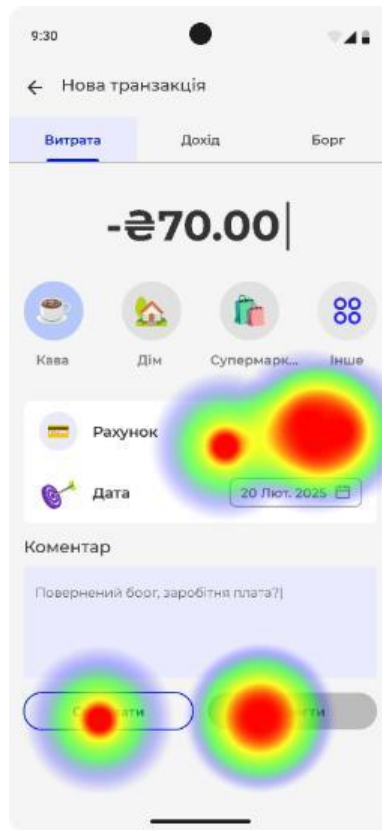 9:30
Нова транзакція
Витрата Дохід Борг
-₴70.00
Кава Дім Супермарк... Інше
Рахунок
Дата 20 Лют. 2025
Коментар
Повернений боог, заробітня плата?|